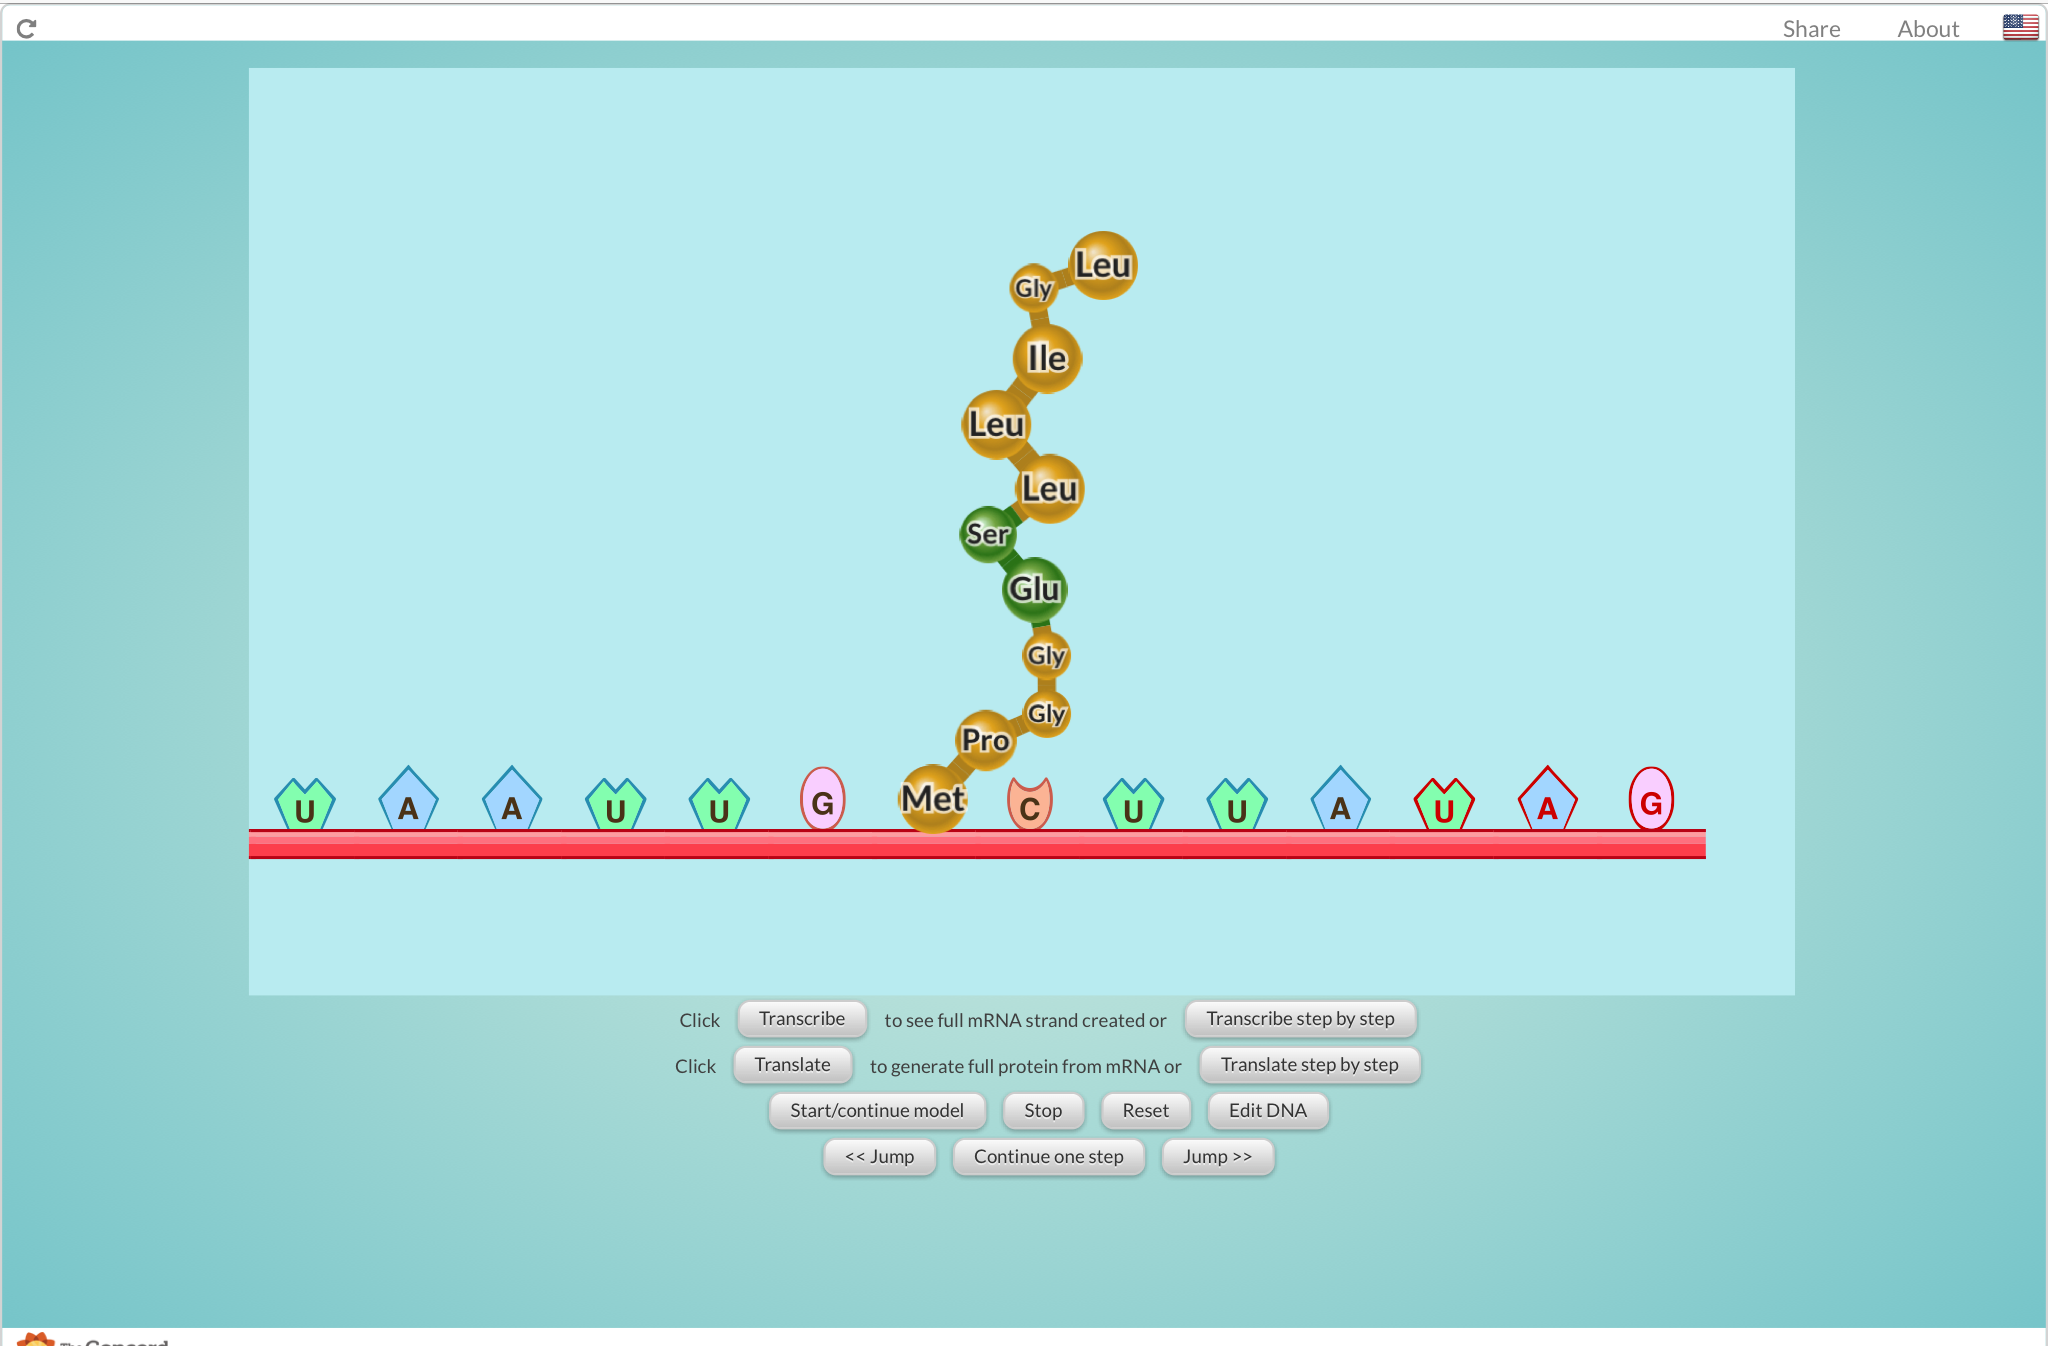 Share About
Leu
Gly
Ile
Leu
Leu
Ser
Glu
Gly
Gly
Pro
Met
U A A U U G C U U A U A G
Click Transcribe to see full mRNA strand created or Transcribe step by step
Click Translate to generate full protein from mRNA or Translate step by step
Start/continue model Stop Reset Edit DNA
<< Jump Continue one step Jump >>
Concord